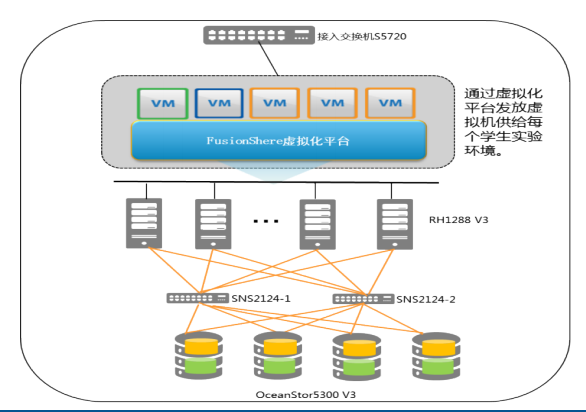 接入交换机S5720
VM VM VM VM VM
FusionShere虚拟化平台
通过虚拟化
平台发放虚
拟机供给每
个学生实验
环境。
...
RH1288 V3
SNS2124-1
SNS2124-2
OceanStor5300 V3